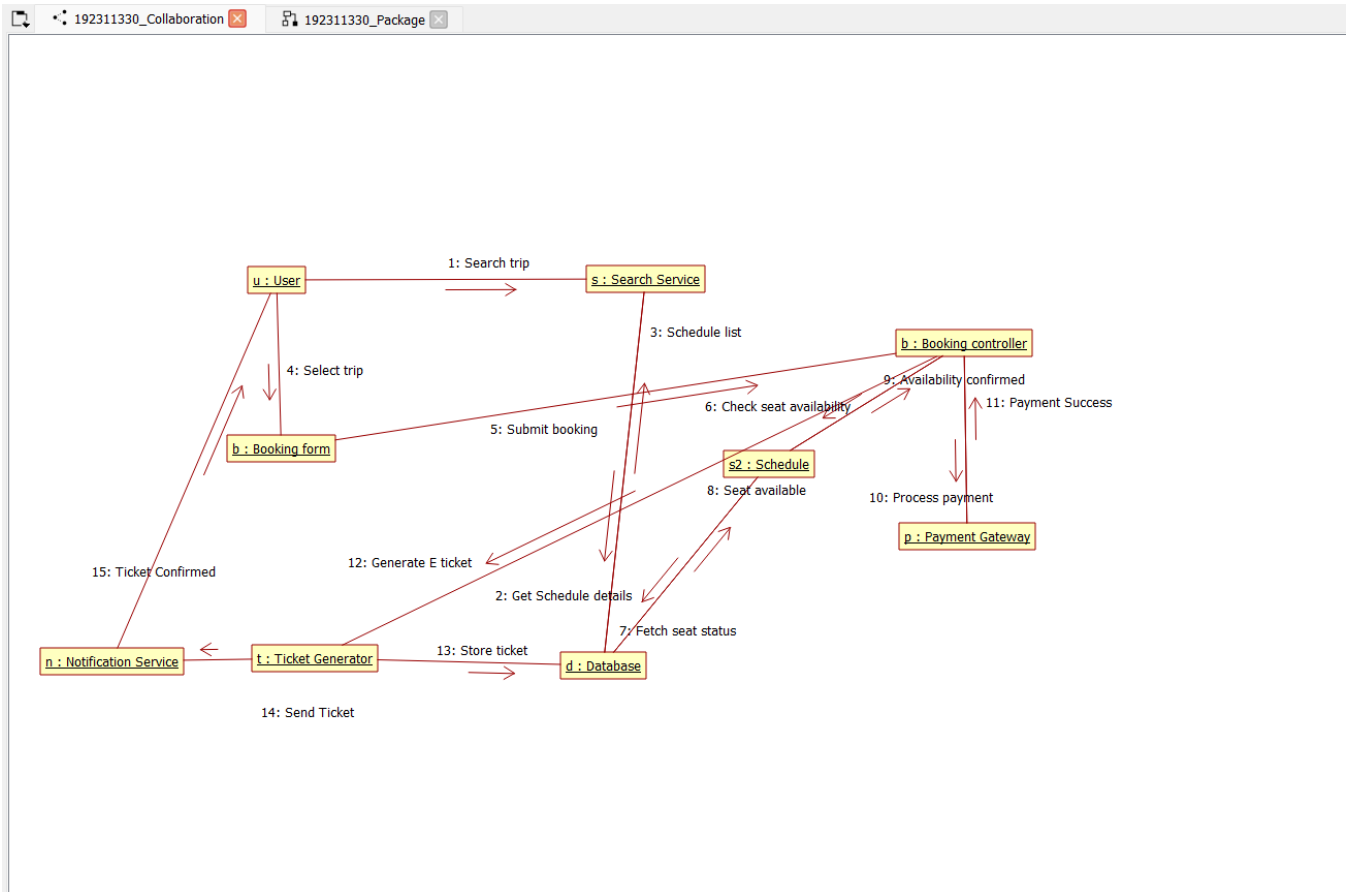 192311330_Collaboration
192311330_Package
1: Search trip
u : User
s : Search Service
3: Schedule list
b : Booking controller
4: Select trip
9: Availability confirmed
6: Check seat availability
11: Payment Success
5: Submit booking
b : Booking form
s2 : Schedule
8: Seat available
10: Process payment
p : Payment Gateway
12: Generate E ticket
15: Ticket Confirmed
2: Get Schedule details
7: Fetch seat status
13: Store ticket
n : Notification Service
t : Ticket Generator
d : Database
14: Send Ticket